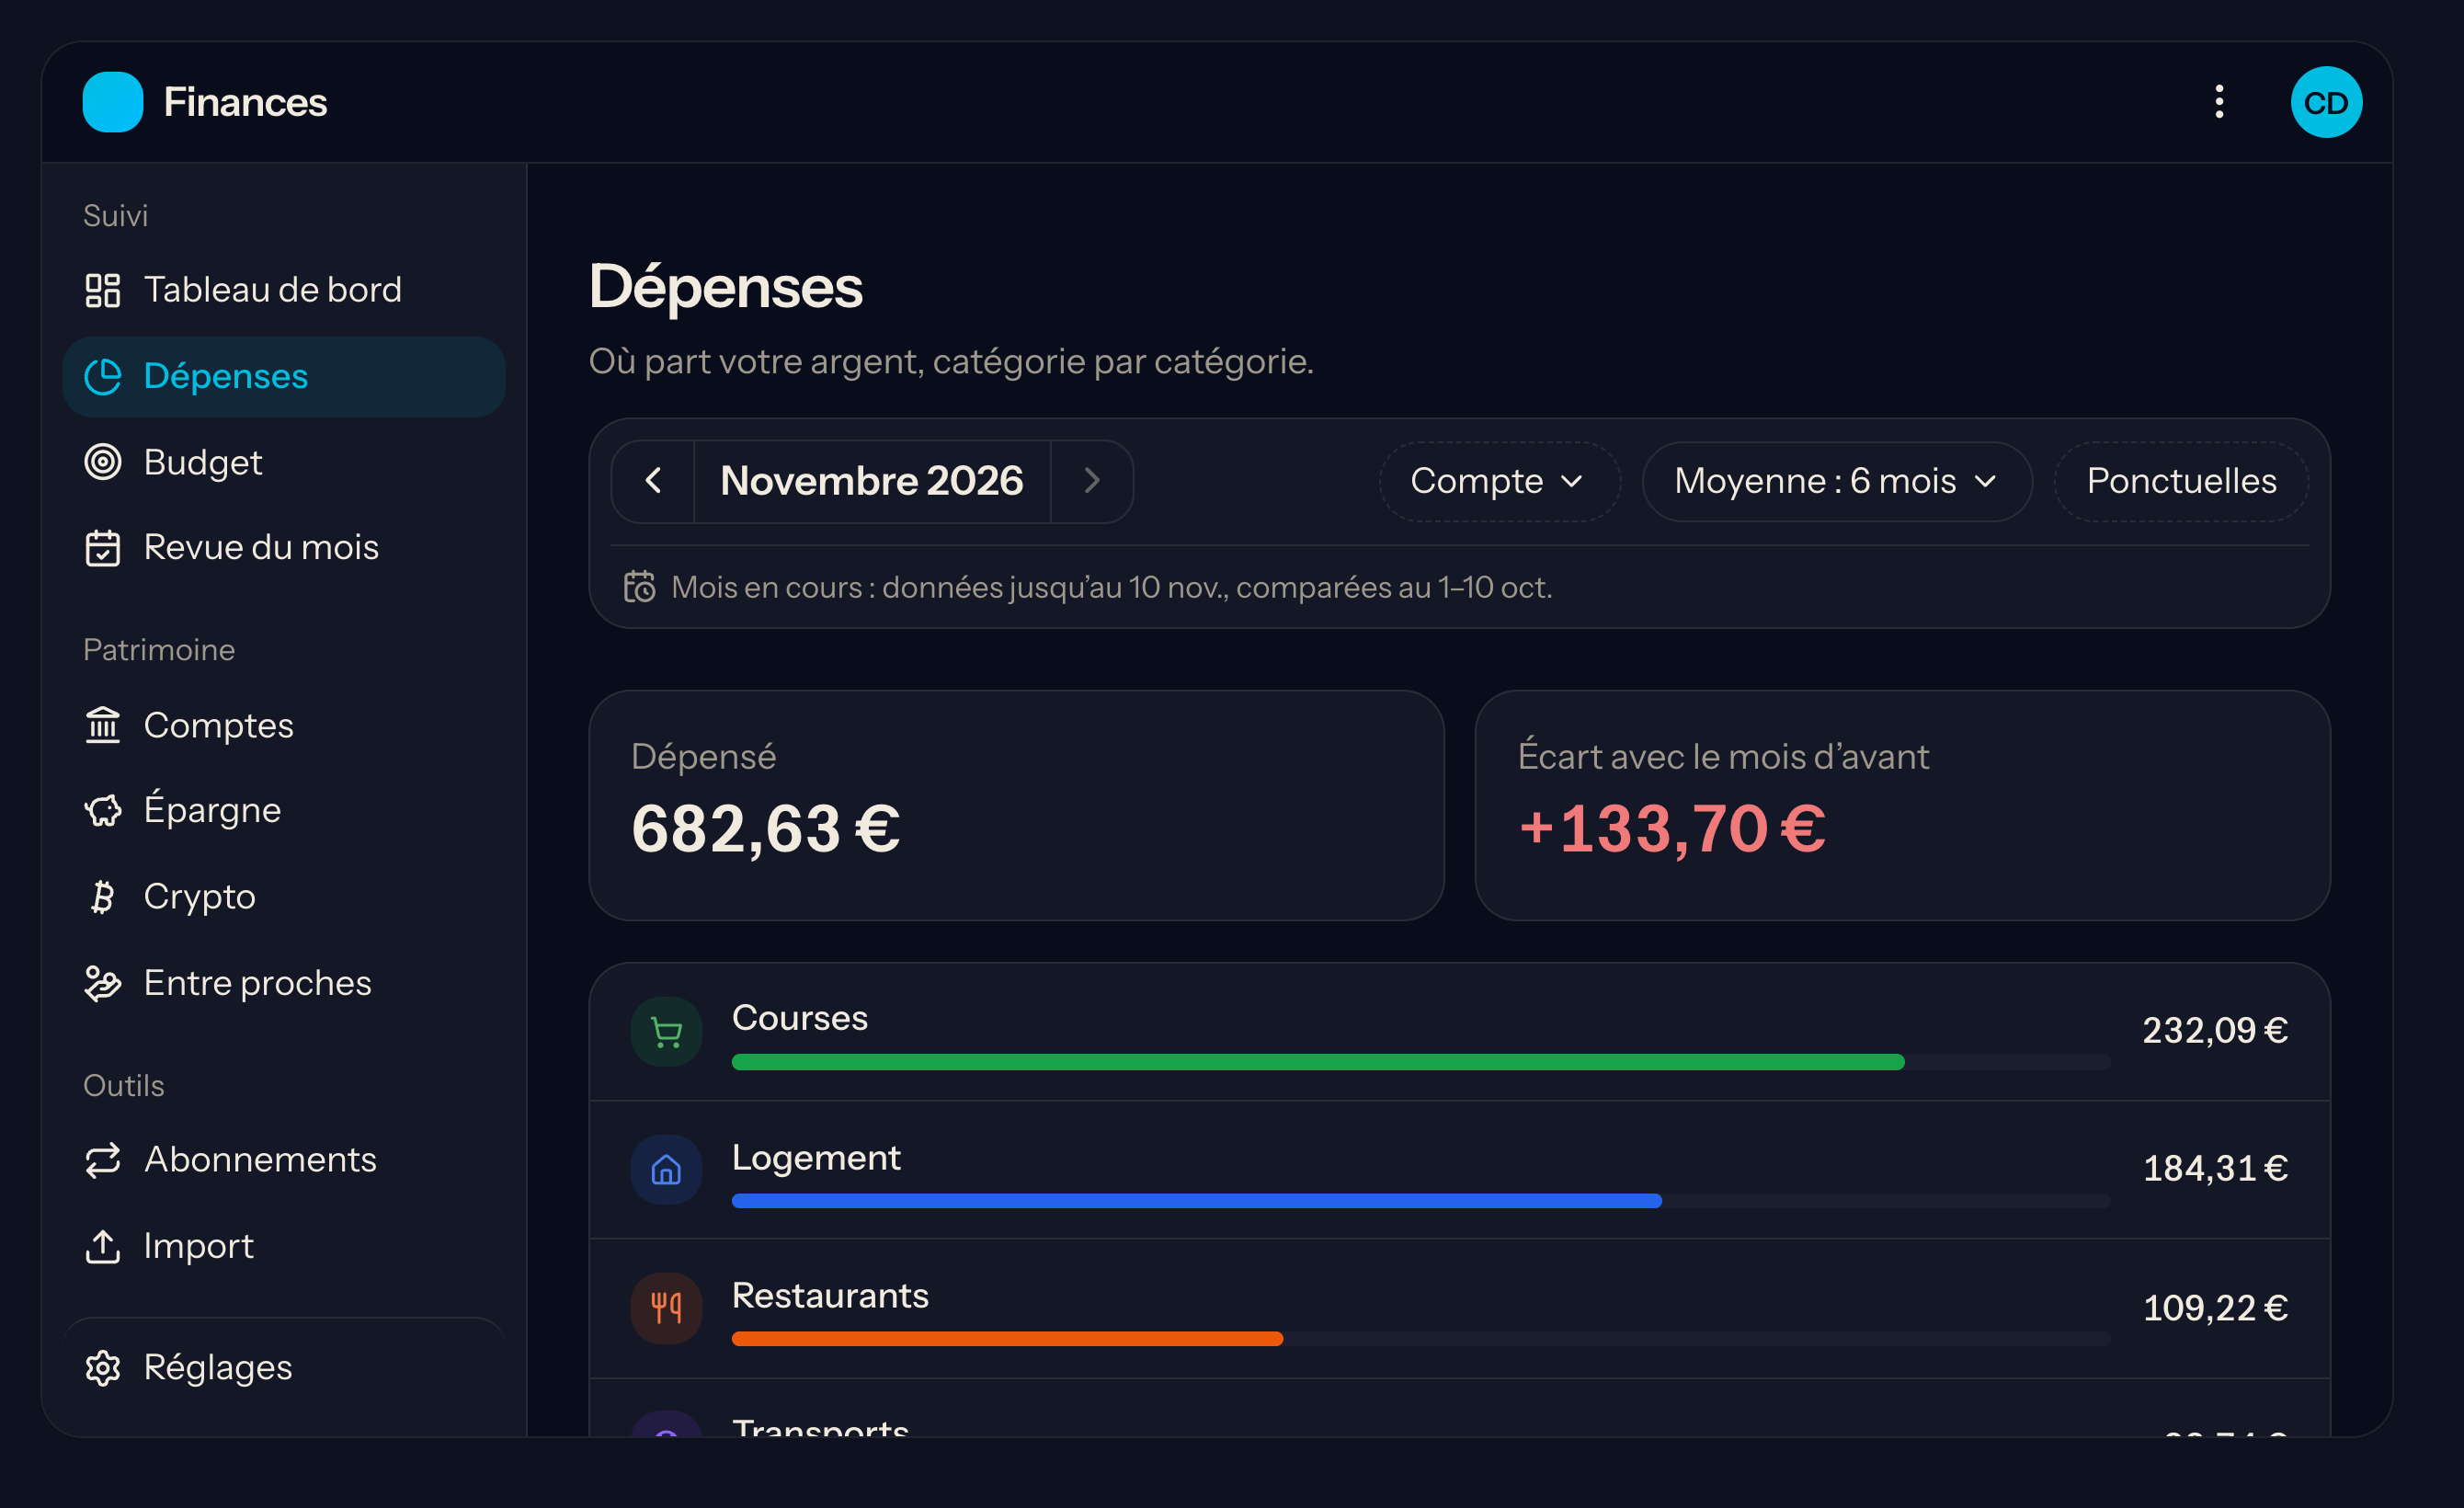 Finances
CD
Suivi
Tableau de bord
Dépenses
Budget
Revue du mois
Patrimoine
Comptes
Épargne
Crypto
Entre proches
Outils
Abonnements
Import
Réglages
Dépenses
Où part votre argent, catégorie par catégorie.
Novembre 2026
Compte
Moyenne : 6 mois
Ponctuelles
Mois en cours : données jusqu’au 10 nov., comparées au 1–10 oct.
Dépensé
682,63 €
Écart avec le mois d’avant
+133,70 €
Courses
232,09 €
Logement
184,31 €
Restaurants
109,22 €
Transports